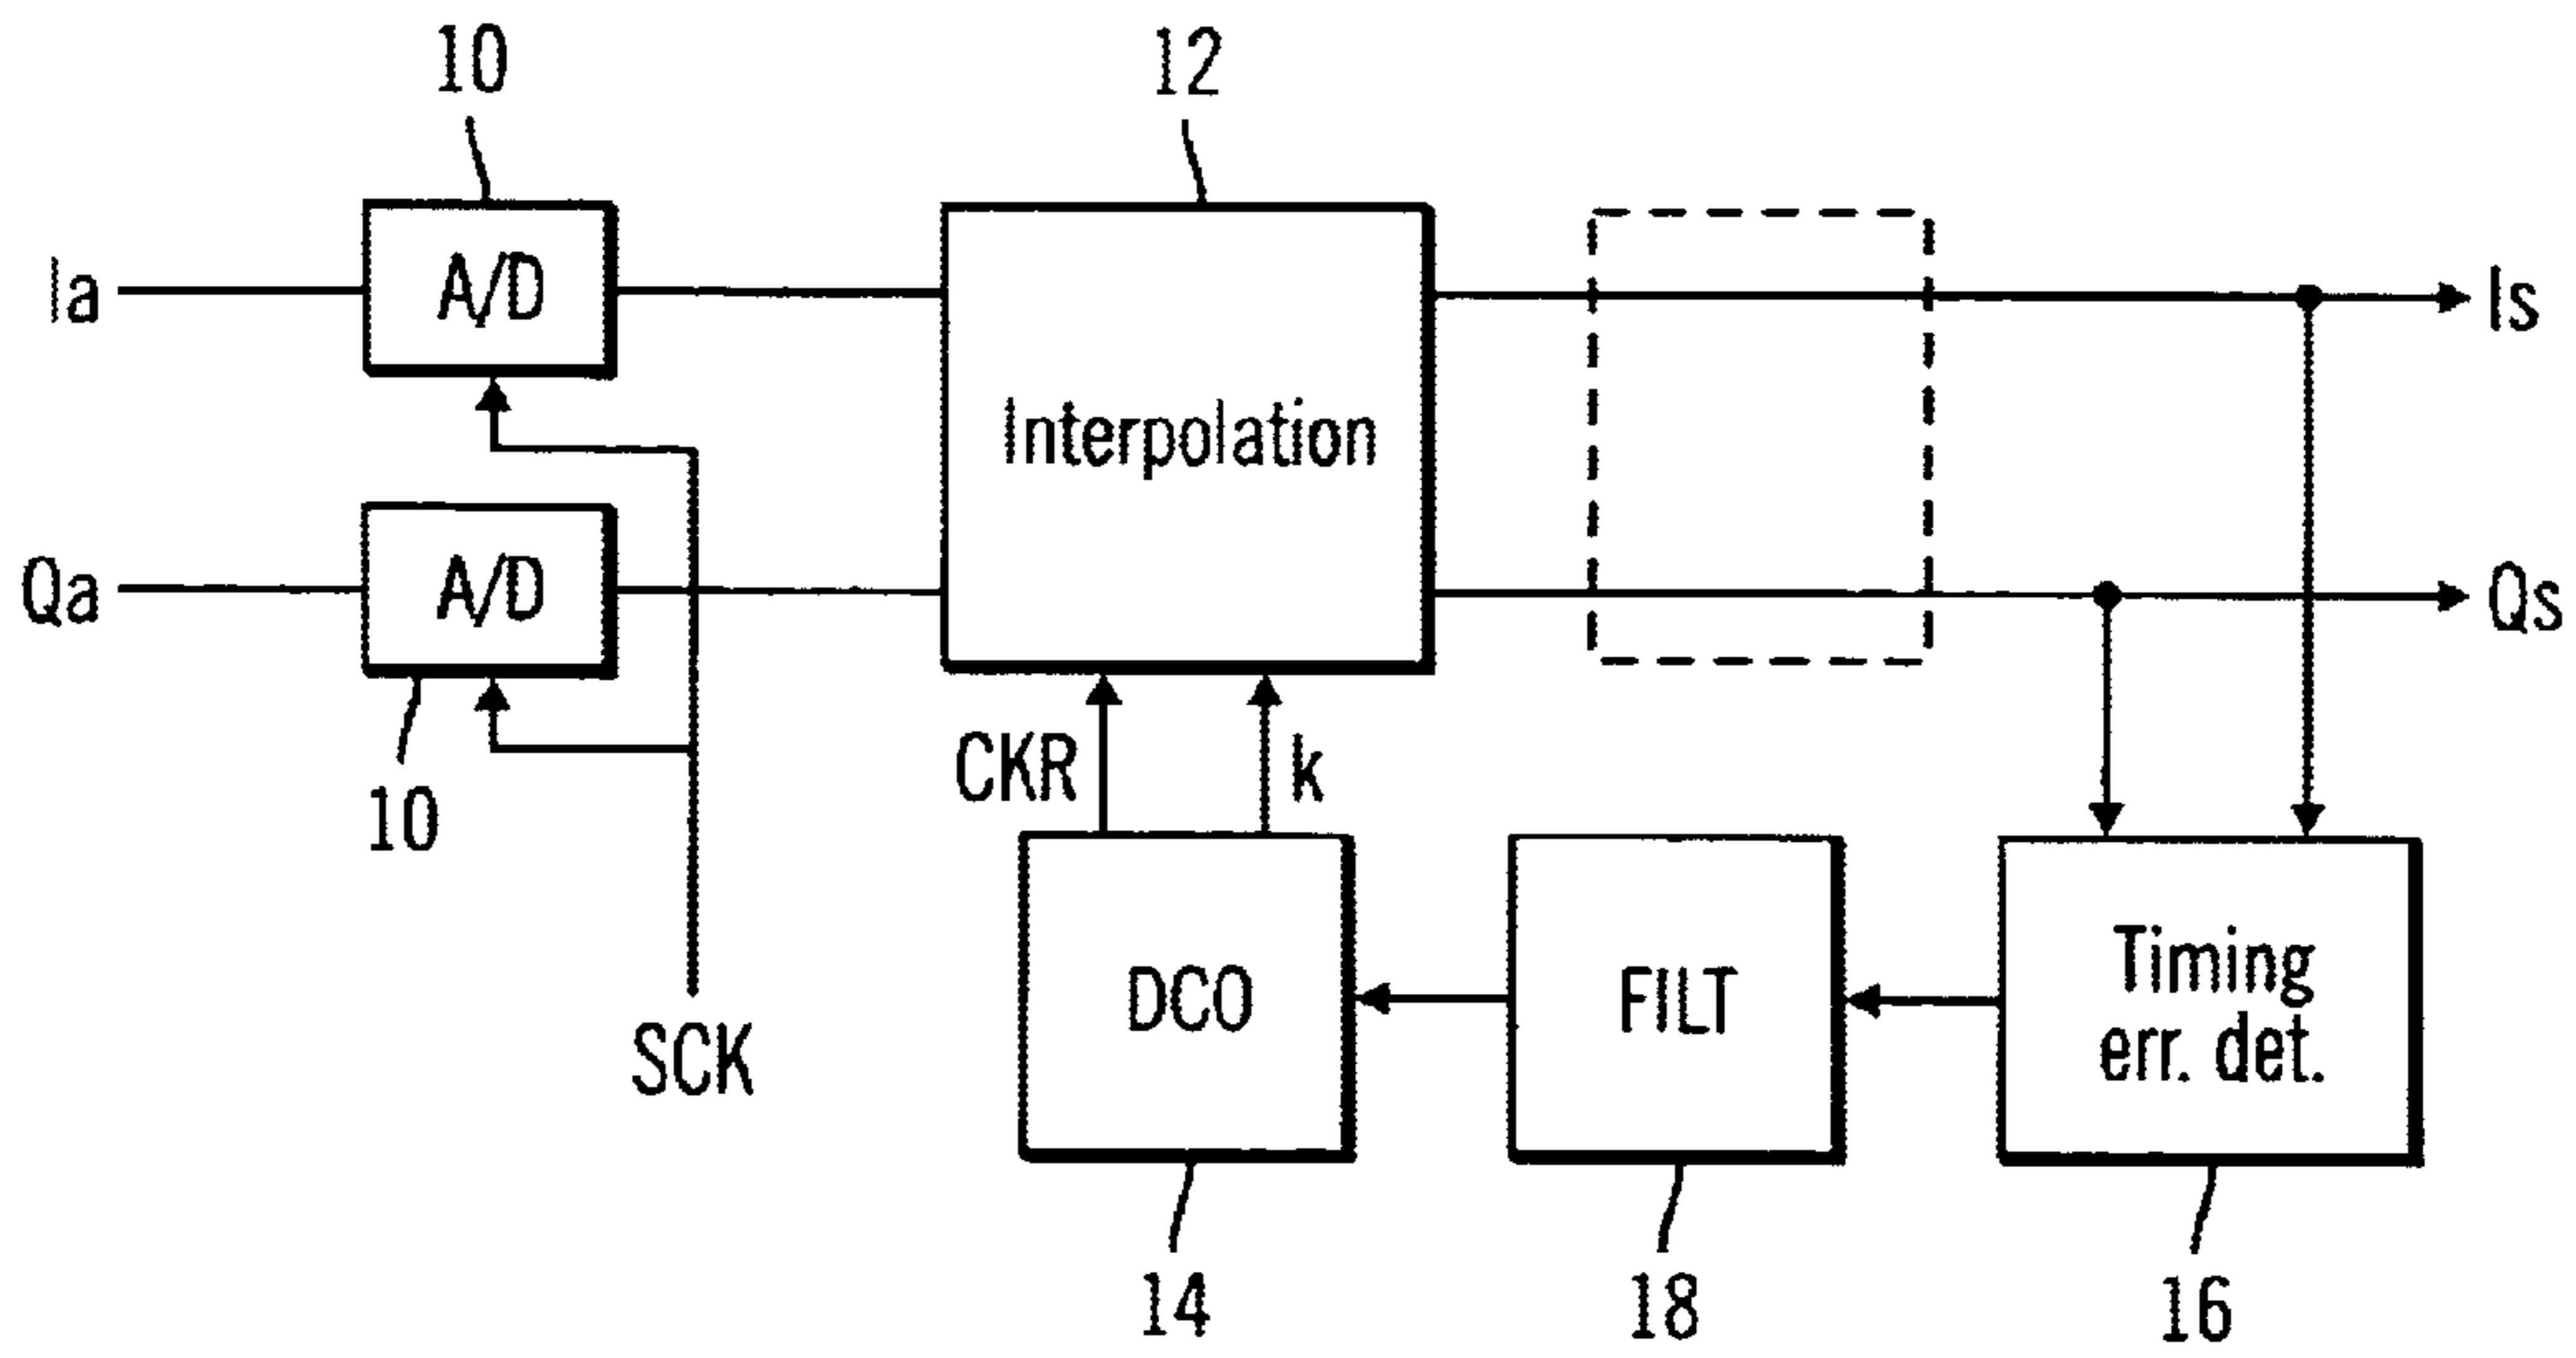 10
12
Ia
A/D
Is
Interpolation
Qa
A/D
Qs
10
CKR
k
SCK
DCO
FILT
Timing
err. det.
14
18
16